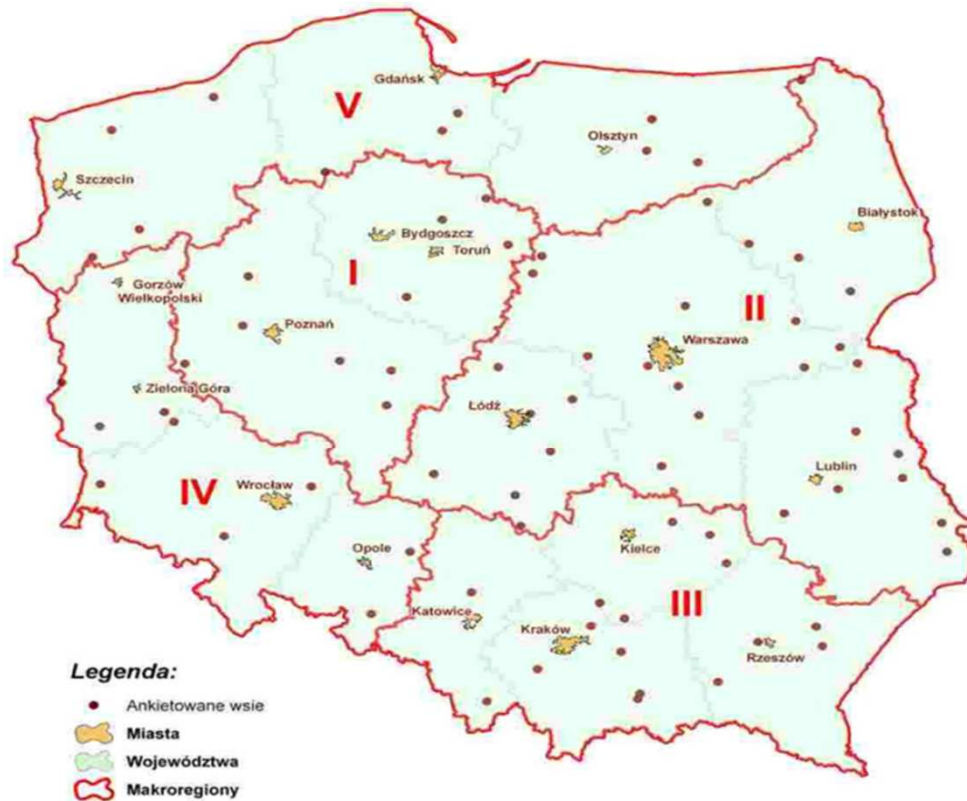 Gdańsk
V
Olsztyn
Szczecin
Białystok
Bydgoszcz
Toruń
Gorzów
Wielkopolski
I
II
Poznań
Warszawa
Zielona Góra
Łódź
Lublin
IV
Wrocław
Opole
Kielce
Katowice
III
Kraków
Rzeszów
Legenda:
Ankietowane wsie
Miasta
Województwa
Makroregiony